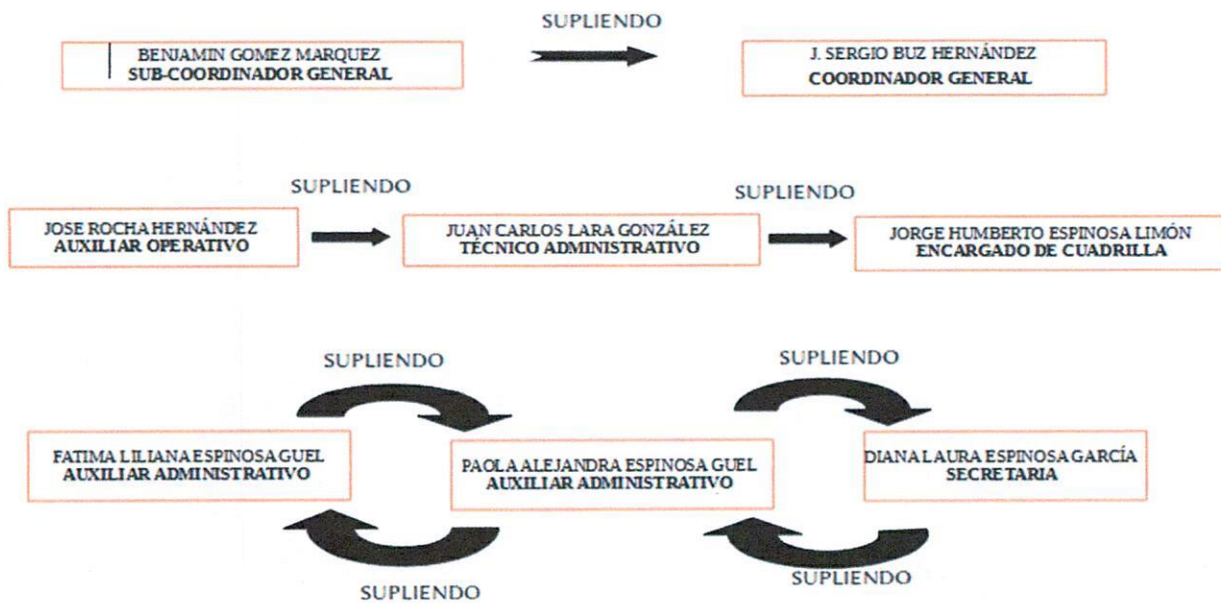 SUPLIENDO
BENJAMIN GOMEZ MARQUEZ
SUB-COORDINADOR GENERAL
J. SERGIO BUZ HERNÁNDEZ
COORDINADOR GENERAL
SUPLIENDO
SUPLIENDO
JOSE ROCHA HERNÁNDEZ
AUXILIAR OPERATIVO
JUAN CARLOS LARA GONZÁLEZ
TÉCNICO ADMINISTRATIVO
JORGE HUMBERTO ESPINOSA LIMÓN
ENCARGADO DE CUADRILLA
SUPLIENDO
SUPLIENDO
FATIMA LILIANA ESPINOSA GUEL
AUXILIAR ADMINISTRATIVO
PAOLA ALEJANDRA ESPINOSA GUEL
AUXILIAR ADMINISTRATIVO
DIANA LAURA ESPINOSA GARCÍA
SECRETARIA
SUPLIENDO
SUPLIENDO